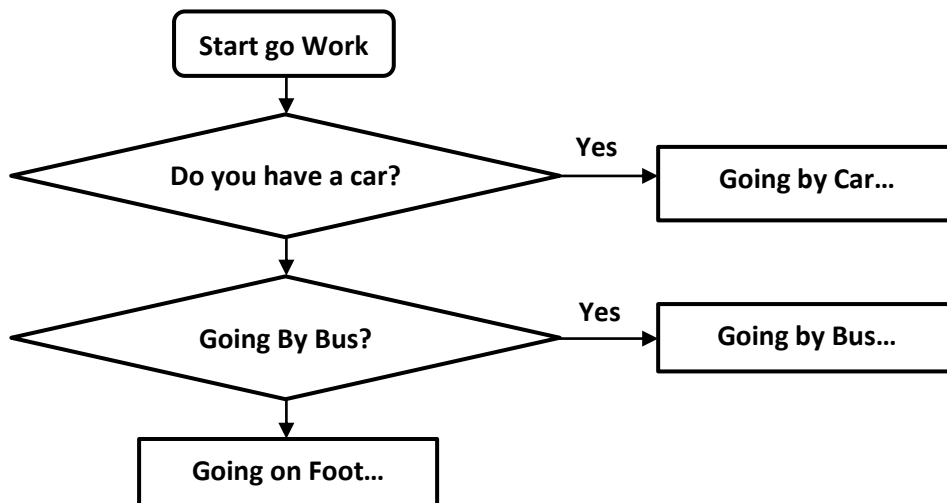 Start go Work
Do you have a car?
Yes
Going by Car...
Going By Bus?
Yes
Going by Bus...
Going on Foot...